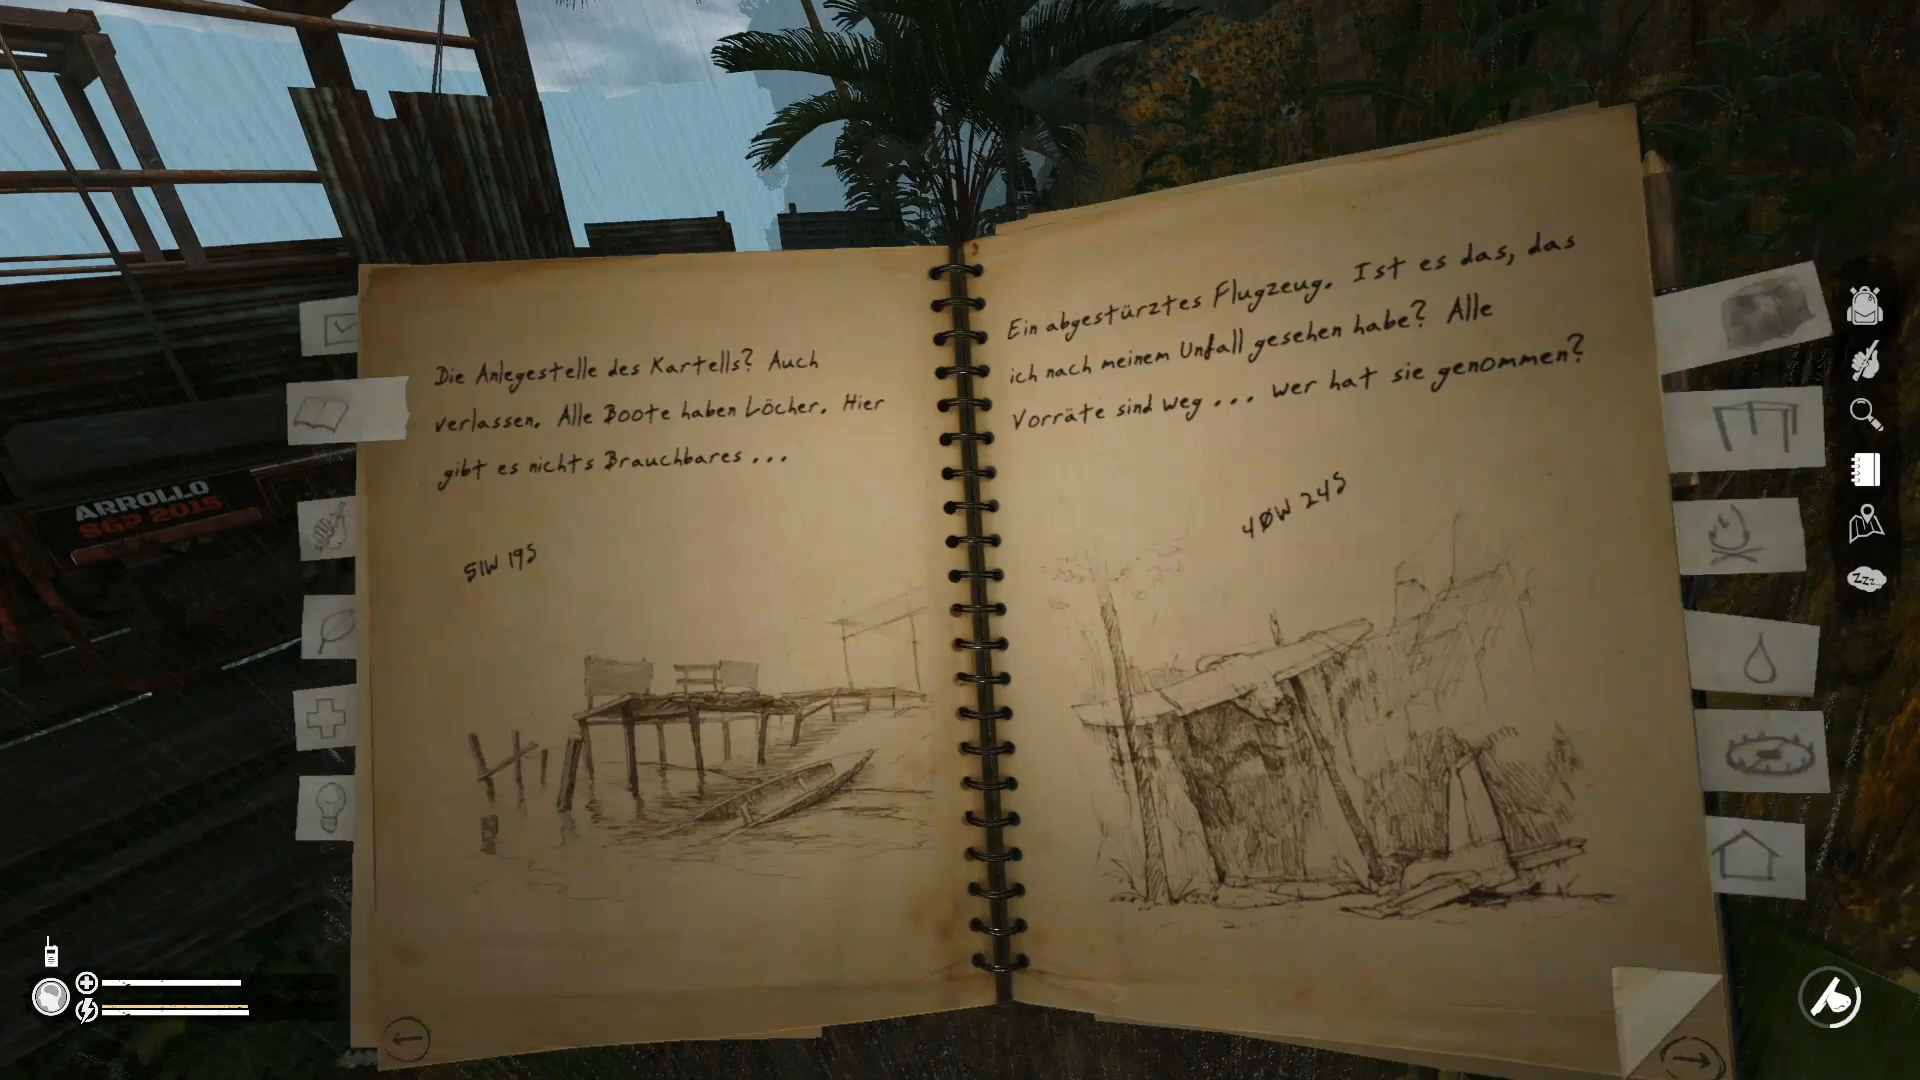 Die Anlegestelle des Kartells? Auch
verlassen. Alle Boote haben Löcher. Hier
gibt es nichts Brauchbares ...
51W 19S
Ein abgestürztes Flugzeug. Ist es das, das
ich nach meinem Unfall gesehen habe? Alle
Vorräte sind weg ... wer hat sie genommen?
40W 24S
ARROLLO
SGP 2015
Zzz..